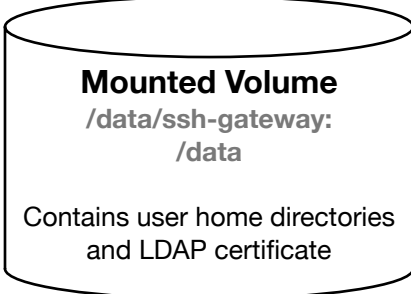 Mounted Volume
/data/ssh-gateway:
/data
Contains user home directories
and LDAP certificate